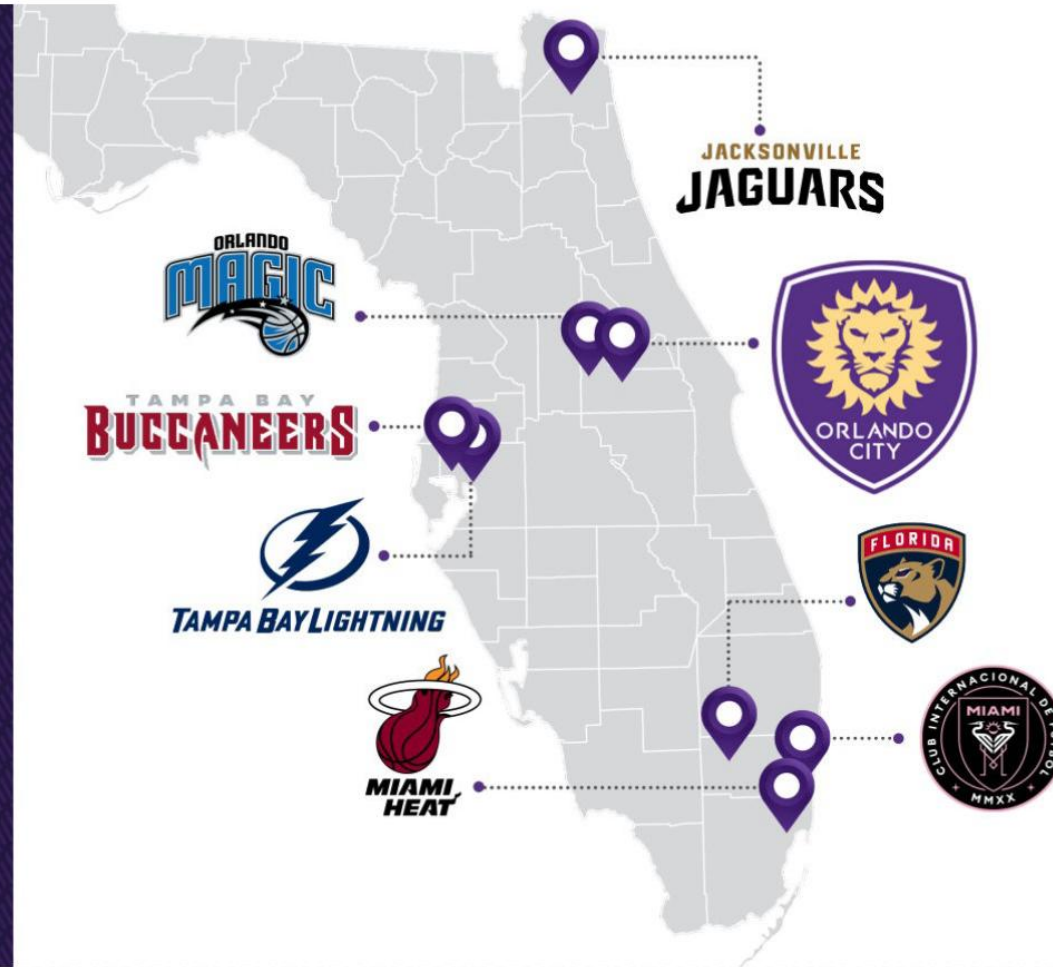 JACKSONVILLE
JAGUARS
ORLANDO
MAGIC
ORLANDO
CITY
TAMPA BAY
BUCCANEERS
TAMPA BAY LIGHTNING
FLORIDA
MIAMI
HEAT
CLUB INTERNACIONAL DE FÚTBOL
MIAMI
MMXX